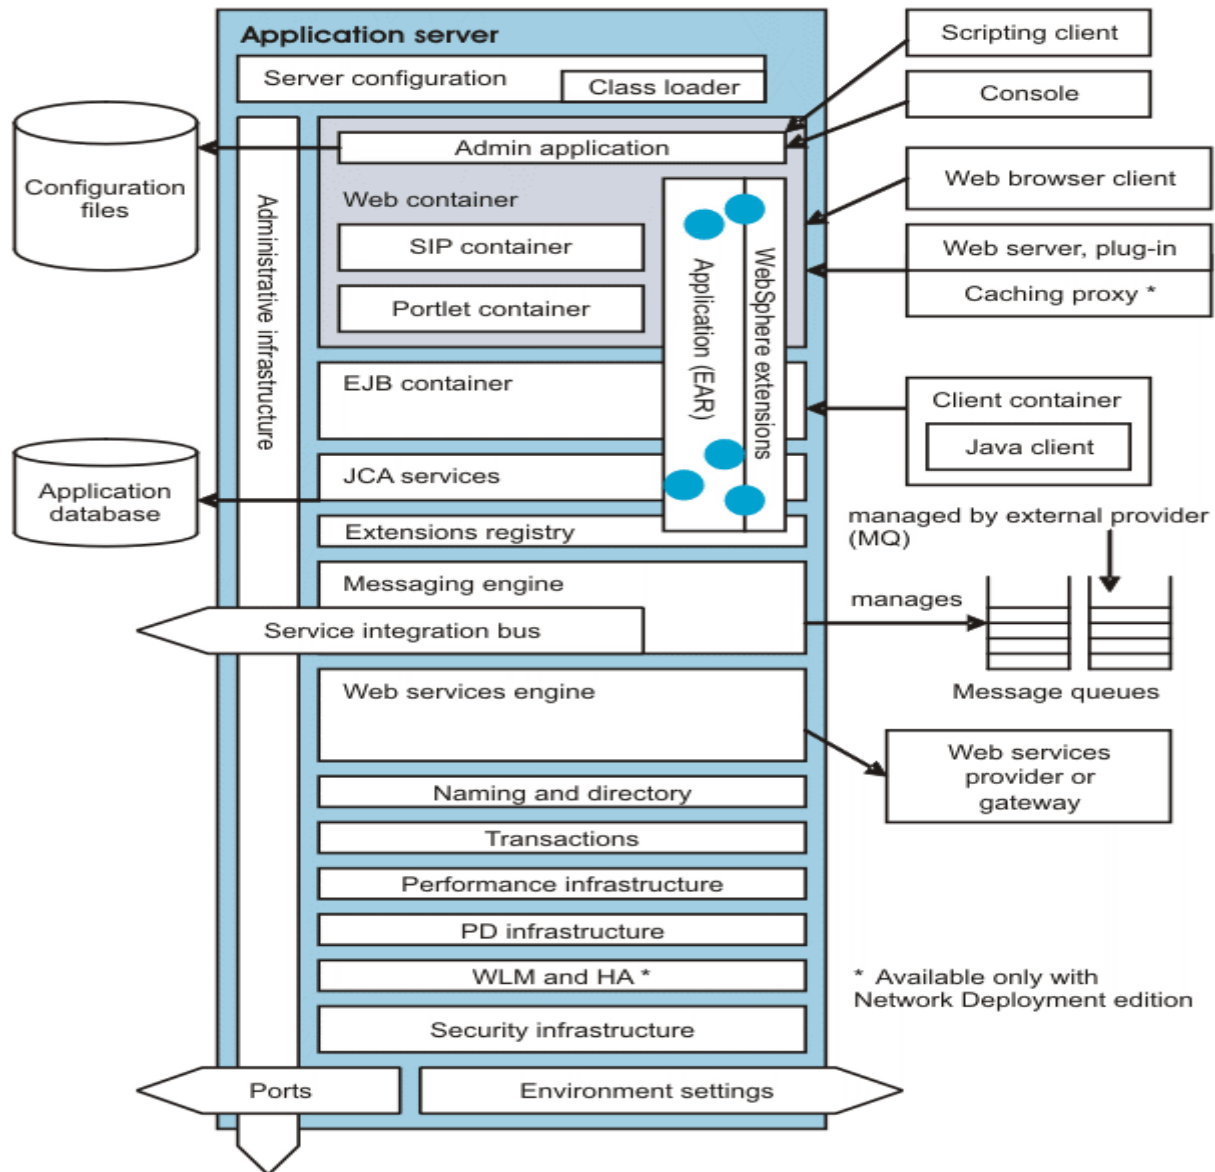 Application server
Server configuration
Class loader
Scripting client
Console
Admin application
Configuration
files
Administrative infrastructure
Web container
SIP container
Portlet container
Application (EAR)
WebSphere extensions
Web browser client
Web server, plug-in
Caching proxy *
EJB container
Client container
Java client
JCA services
Application
database
Extensions registry
managed by external provider
(MQ)
Messaging engine
manages
Service integration bus
Message queues
Web services engine
Web services
provider or
gateway
Naming and directory
Transactions
Performance infrastructure
PD infrastructure
WLM and HA *
* Available only with
Network Deployment edition
Security infrastructure
Ports
Environment settings